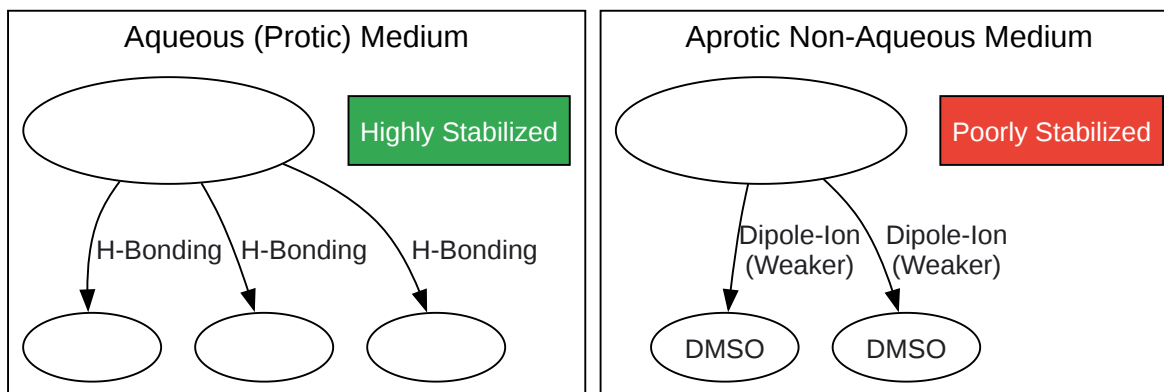 Aqueous (Protic) Medium
Highly Stabilized
H-Bonding
H-Bonding
H-Bonding
Aprotic Non-Aqueous Medium
Poorly Stabilized
Dipole-Ion
(Weaker)
Dipole-Ion
(Weaker)
DMSO
DMSO